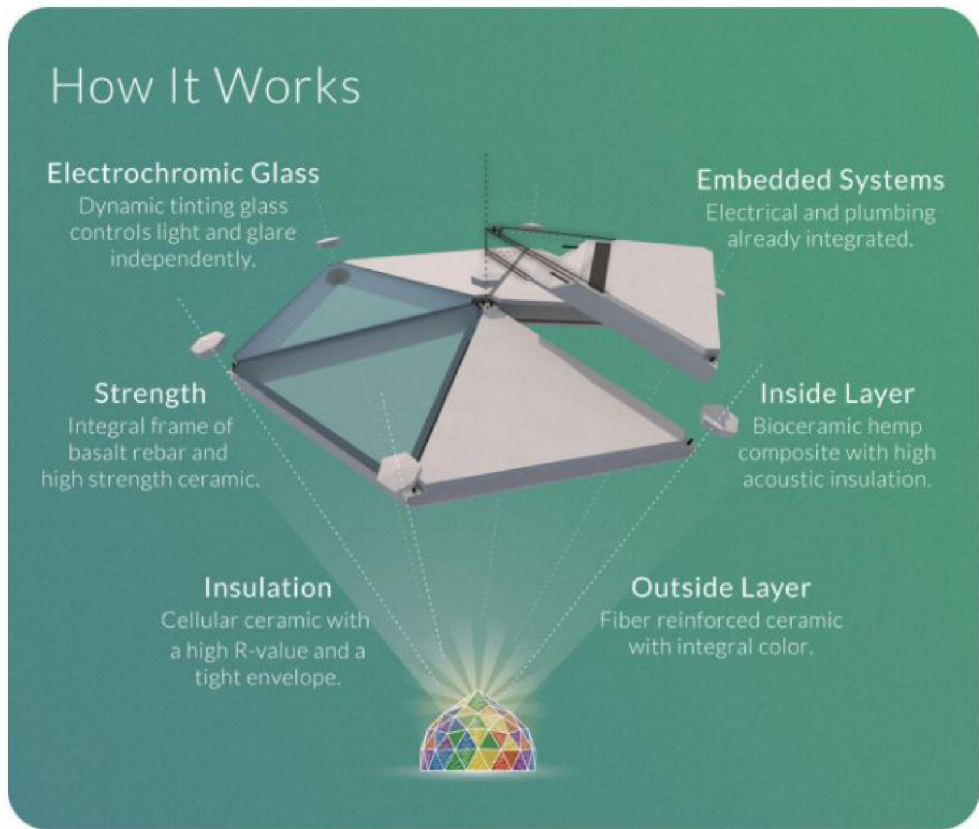 How It Works
Electrochromic Glass
Dynamic tinting glass
controls light and glare
independently.
Embedded Systems
Electrical and plumbing
already integrated.
Strength
Integral frame of
basalt rebar and
high strength ceramic.
Inside Layer
Bioceramic hemp
composite with high
acoustic insulation.
Insulation
Cellular ceramic with
a high R-value and a
tight envelope.
Outside Layer
Fiber reinforced ceramic
with integral color.